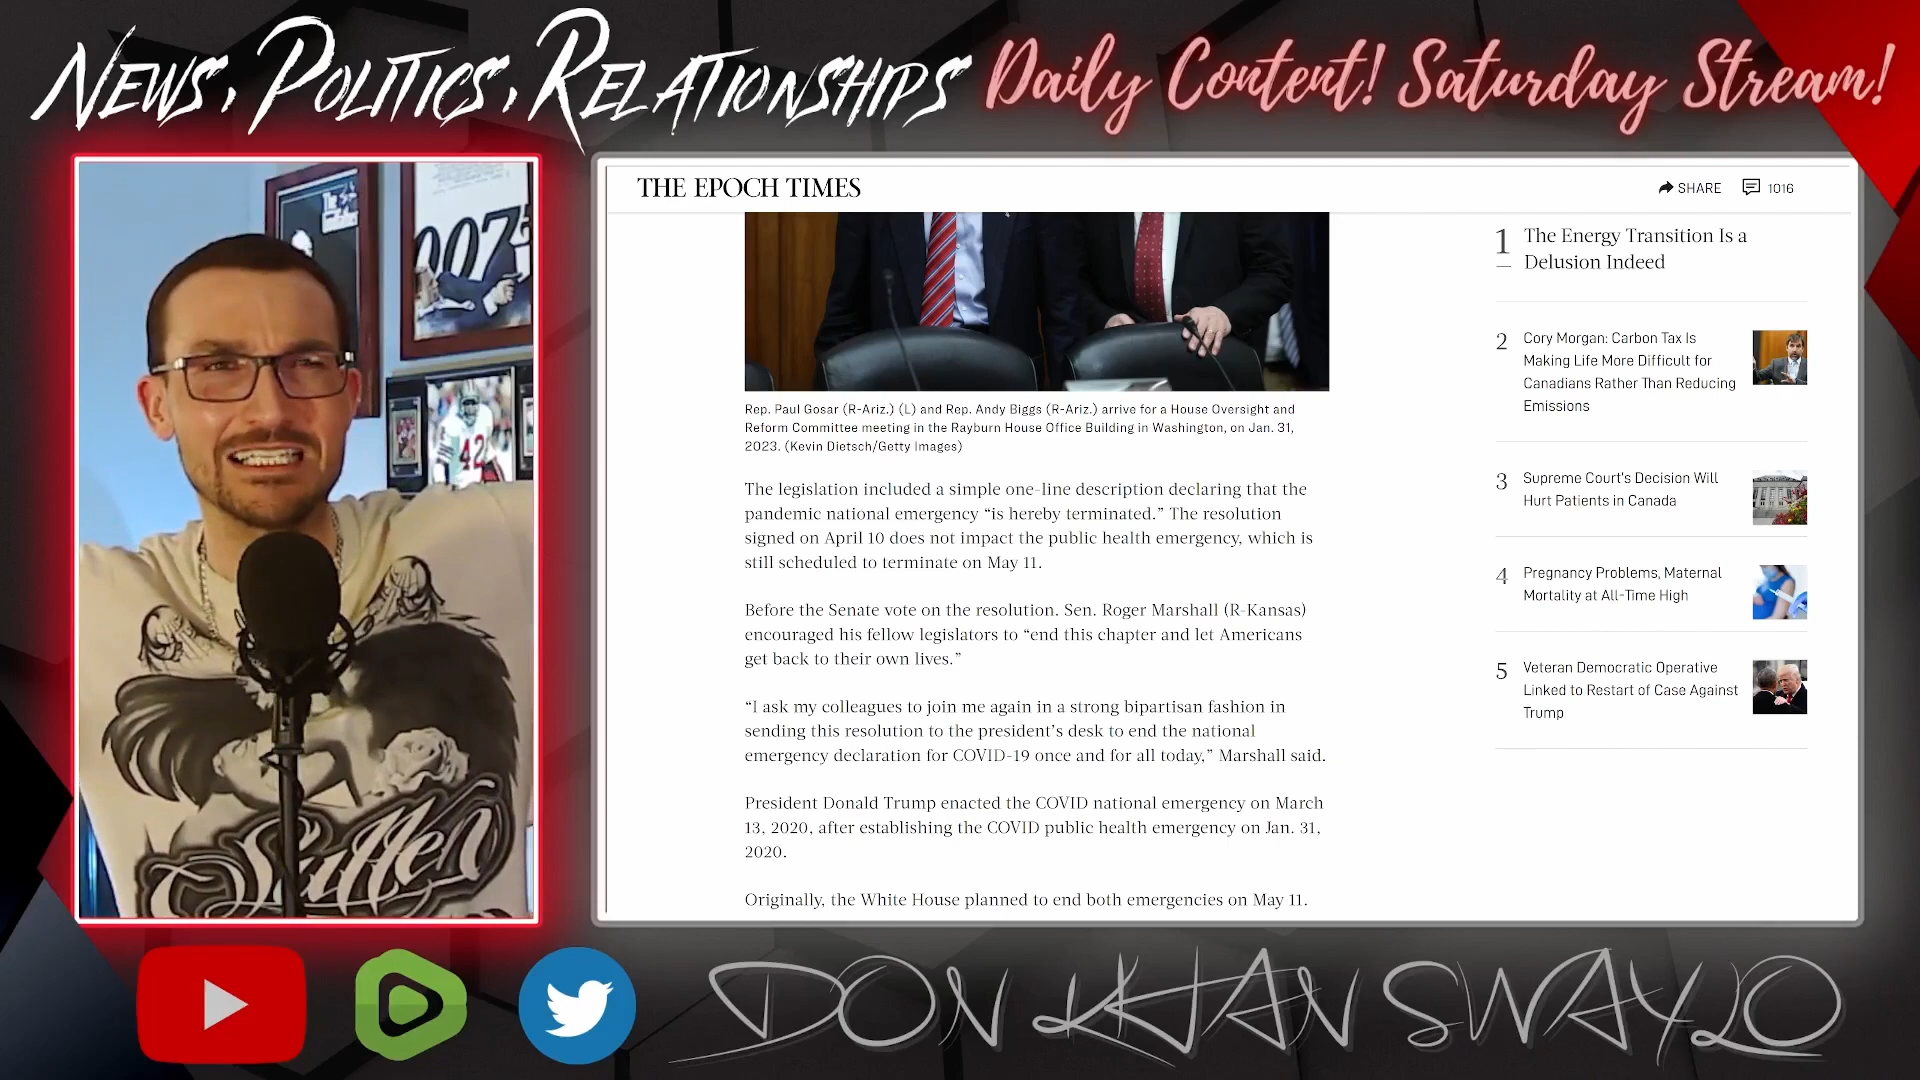 News, Politics, Relationships
Daily Content! Saturday Stream!
THE EPOCH TIMES
SHARE
1016
007
42
Sullen
Rep. Paul Gosar (R-Ariz.) (L) and Rep. Andy Biggs (R-Ariz.) arrive for a House Oversight and
Reform Committee meeting in the Rayburn House Office Building in Washington, on Jan. 31,
2023. (Kevin Dietsch/Getty Images)
The legislation included a simple one-line description declaring that the
pandemic national emergency “is hereby terminated.” The resolution
signed on April 10 does not impact the public health emergency, which is
still scheduled to terminate on May 11.
Before the Senate vote on the resolution. Sen. Roger Marshall (R-Kansas)
encouraged his fellow legislators to “end this chapter and let Americans
get back to their own lives.”
“I ask my colleagues to join me again in a strong bipartisan fashion in
sending this resolution to the president’s desk to end the national
emergency declaration for COVID-19 once and for all today,” Marshall said.
President Donald Trump enacted the COVID national emergency on March
13, 2020, after establishing the COVID public health emergency on Jan. 31,
2020.
Originally, the White House planned to end both emergencies on May 11.
1
The Energy Transition Is a
Delusion Indeed
2
Cory Morgan: Carbon Tax Is
Making Life More Difficult for
Canadians Rather Than Reducing
Emissions
3
Supreme Court's Decision Will
Hurt Patients in Canada
4
Pregnancy Problems, Maternal
Mortality at All-Time High
5
Veteran Democratic Operative
Linked to Restart of Case Against
Trump
DON KHAN SWAYLO